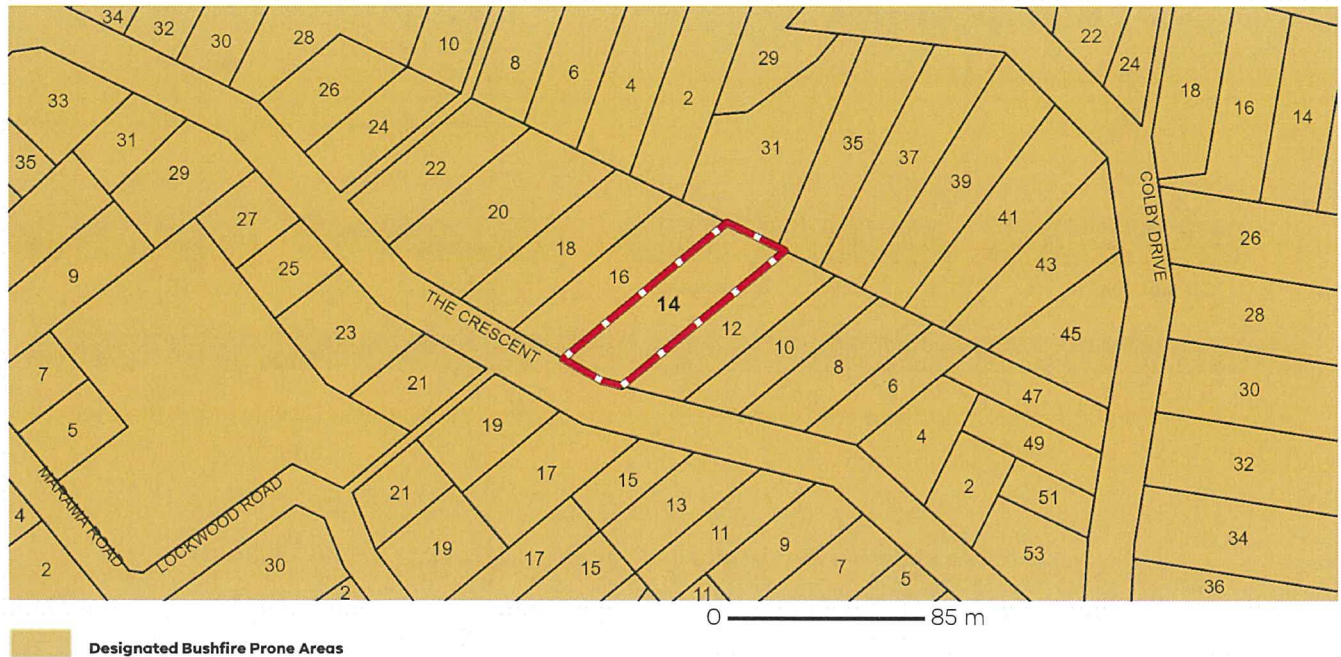 34 32 30 28 10 8 6 4 2 29 22 24 18 16 14
33 31 26 24 31 35 37
35 29 22 39
27 20 41 26
9 25 18 16 43 COLBY DRIVE
THE CRESCENT 14 28
23 12 45
7 21 10 8 6 47 30
5 19 4 49
MARAMA ROAD LOCKWOOD ROAD 21 17 15 13 2 51 32
4 19 11 9 53 34
2 30 17 15 7 5 36
2 11
0 85 m
Designated Bushfire Prone Areas